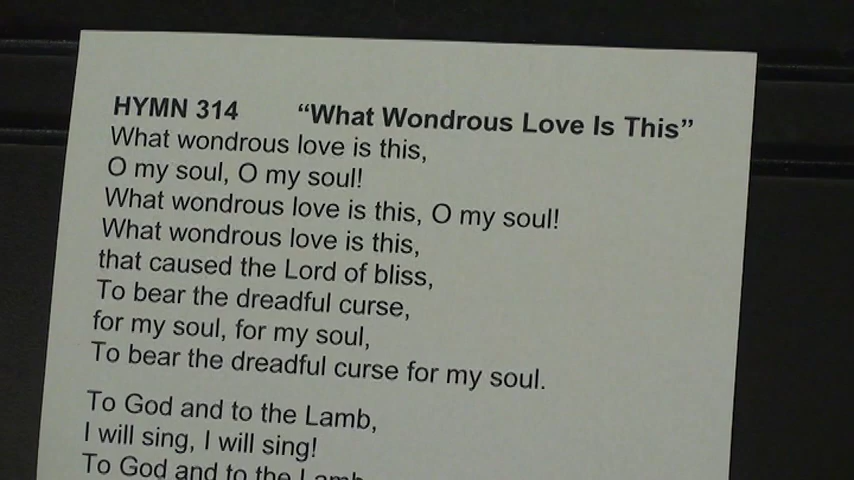 HYMN 314 “What Wondrous Love Is This”
What wondrous love is this,
O my soul, O my soul!
What wondrous love is this, O my soul!
What wondrous love is this,
that caused the Lord of bliss,
To bear the dreadful curse,
for my soul, for my soul,
To bear the dreadful curse for my soul.
To God and to the Lamb,
I will sing, I will sing!
To God and to the Lamb